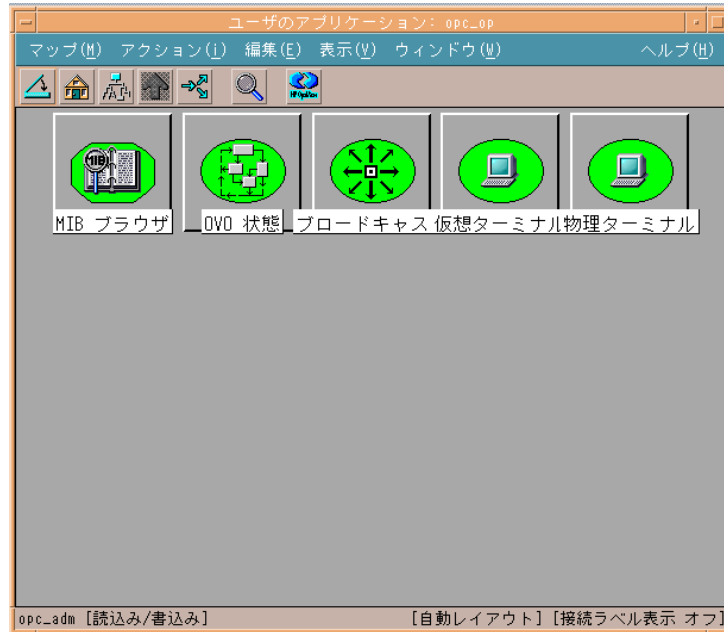 ユーザのアプリケーション: opc_op
マップ(M) アクション(i) 編集(E) 表示(V) ウィンドウ(W) ヘルプ(H)
HP OpenView
MIB
MIB ブラウザ OVO 状態 ブロードキャス 仮想ターミナル 物理ターミナル
opc_adm [読込み/書込み] [自動レイアウト] [接続ラベル表示 オフ]